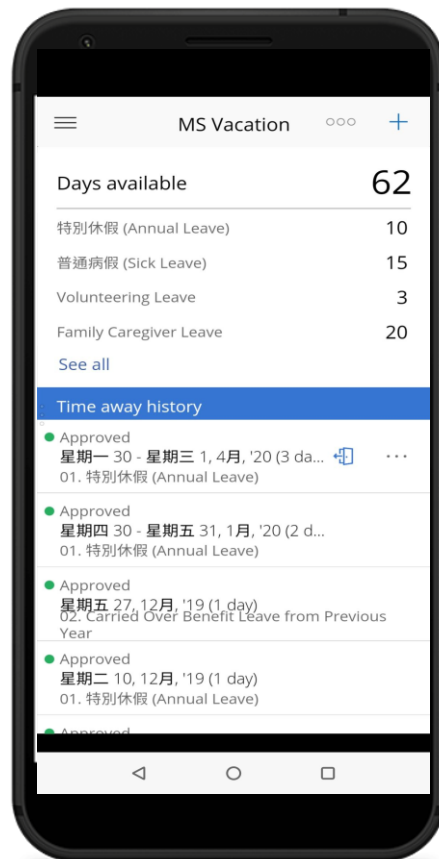 MS Vacation
Days available 62
特別休假 (Annual Leave) 10
普通病假 (Sick Leave) 15
Volunteering Leave 3
Family Caregiver Leave 20
See all
Time away history
Approved
星期一 30 - 星期三 1, 4月, '20 (3 da...
01. 特別休假 (Annual Leave)
Approved
星期四 30 - 星期五 31, 1月, '20 (2 d...
01. 特別休假 (Annual Leave)
Approved
星期五 27, 12月, '19 (1 day)
02. Carried Over Benefit Leave from Previous
Year
Approved
星期二 10, 12月, '19 (1 day)
01. 特別休假 (Annual Leave)
Approved